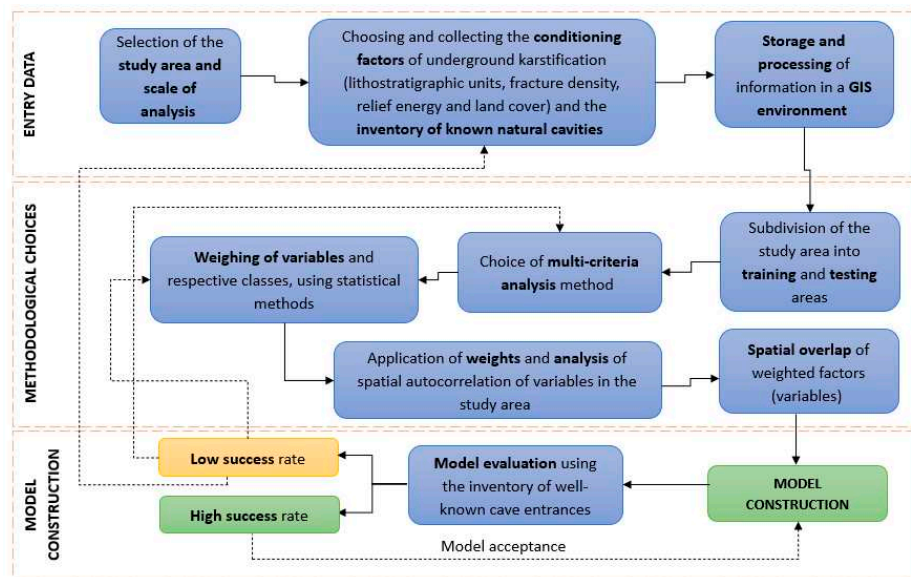 ENTRY DATA
Selection of the
study area and
scale of
analysis
Choosing and collecting the conditioning
factors of underground karstification
(lithostratigraphic units, fracture density,
relief energy and land cover) and the
inventory of known natural cavities
Storage and
processing of
information in a GIS
environment
METHODOLOGICAL CHOICES
Subdivision of the
study area into
training and testing
areas
Choice of multi-criteria
analysis method
Weighing of variables and
respective classes, using statistical
methods
Application of weights and analysis of
spatial autocorrelation of variables in the
study area
Spatial overlap of
weighted factors
(variables)
MODEL
CONSTRUCTION
MODEL
CONSTRUCTION
Model evaluation using
the inventory of well-
known cave entrances
Low success rate
High success rate
Model acceptance